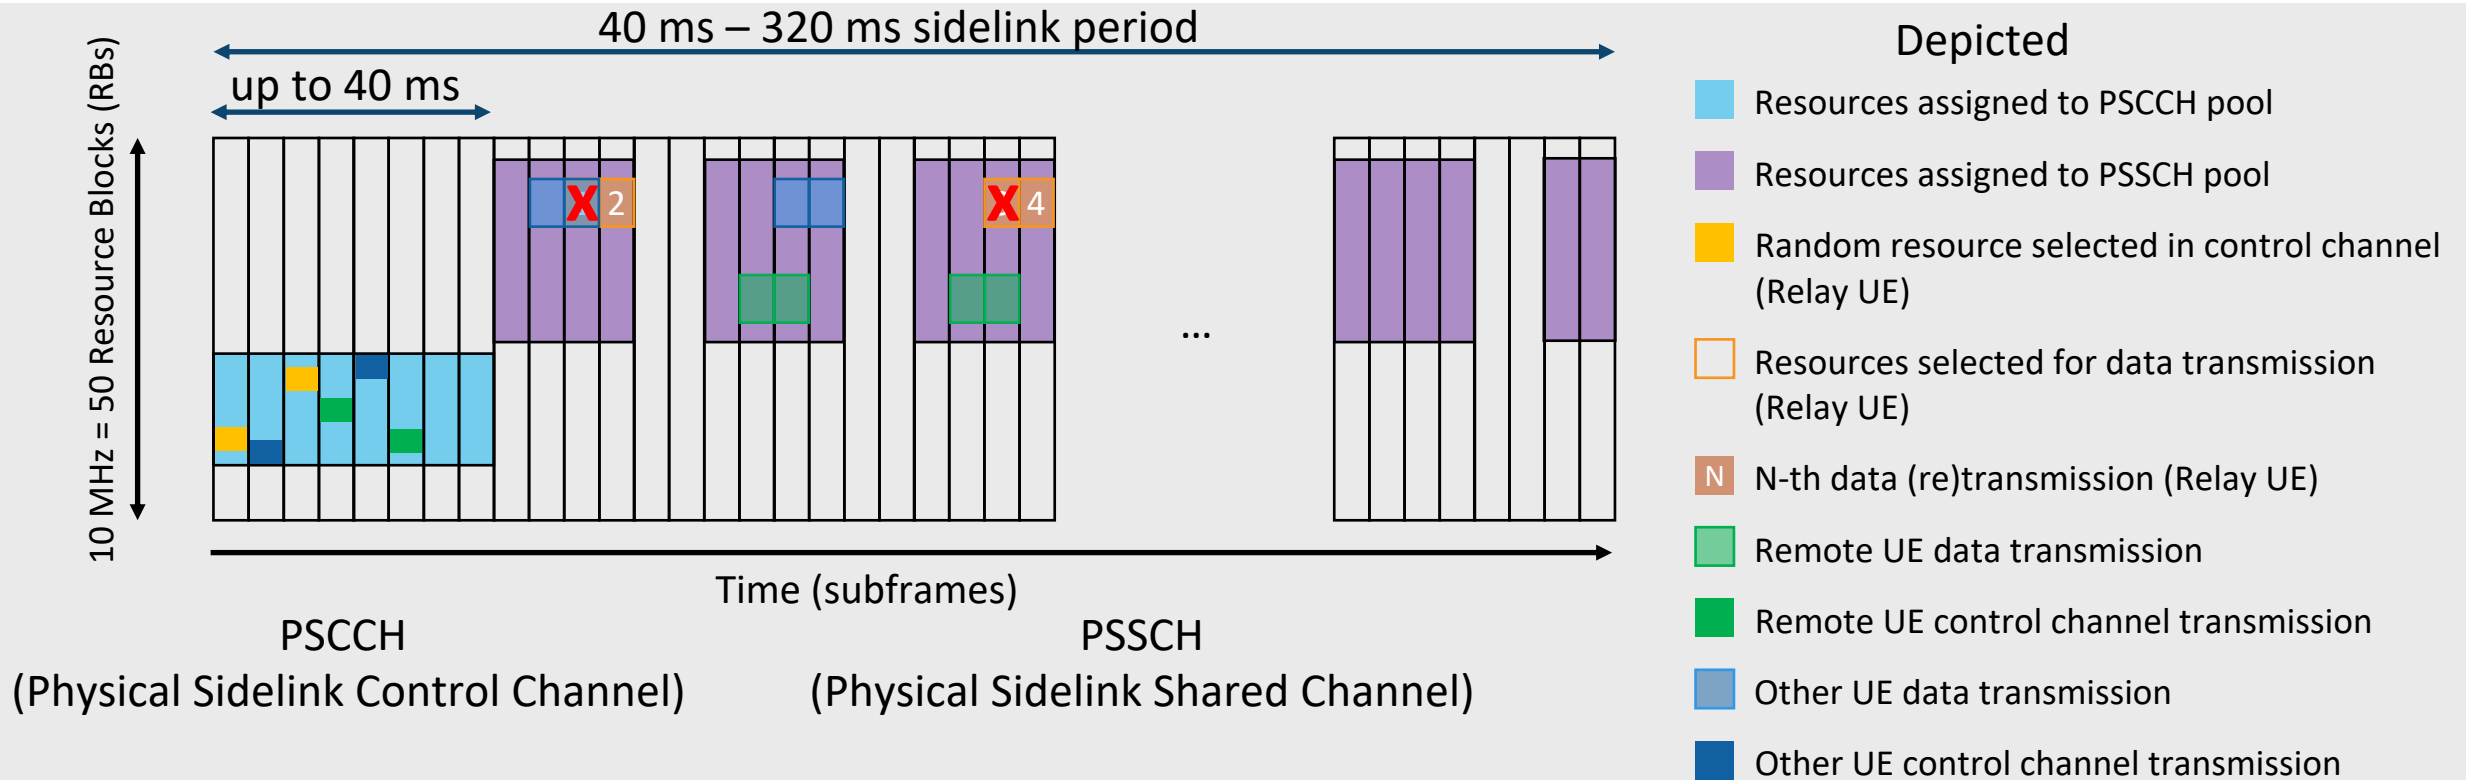 40 ms – 320 ms sidelink period
up to 40 ms
10 MHz = 50 Resource Blocks (RBs)
X 2
X 4
...
Time (subframes)
PSCCH
(Physical Sidelink Control Channel)
PSSCH
(Physical Sidelink Shared Channel)
Depicted
Resources assigned to PSCCH pool
Resources assigned to PSSCH pool
Random resource selected in control channel
(Relay UE)
Resources selected for data transmission
(Relay UE)
N N-th data (re)transmission (Relay UE)
Remote UE data transmission
Remote UE control channel transmission
Other UE data transmission
Other UE control channel transmission